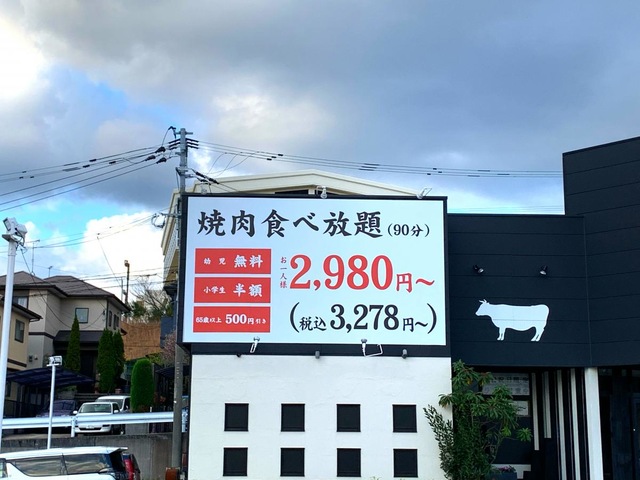 焼肉食べ放題(90分)
幼児 無料
小学生 半額
65歳以上 500円引き
お一人様
2,980円〜
(税込3,278円〜)